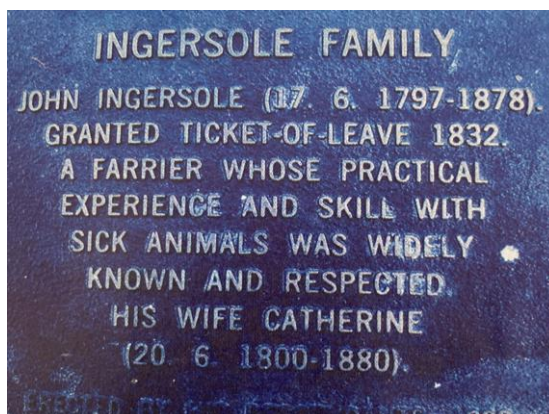 INGERSOLE FAMILY
JOHN INGERSOLE (17. 6. 1797-1878).
GRANTED TICKET-OF-LEAVE 1832.
A FARRIER WHOSE PRACTICAL
EXPERIENCE AND SKILL WITH
SICK ANIMALS WAS WIDELY
KNOWN AND RESPECTED.
HIS WIFE CATHERINE
(20. 6. 1800-1880).
ERECTED BY